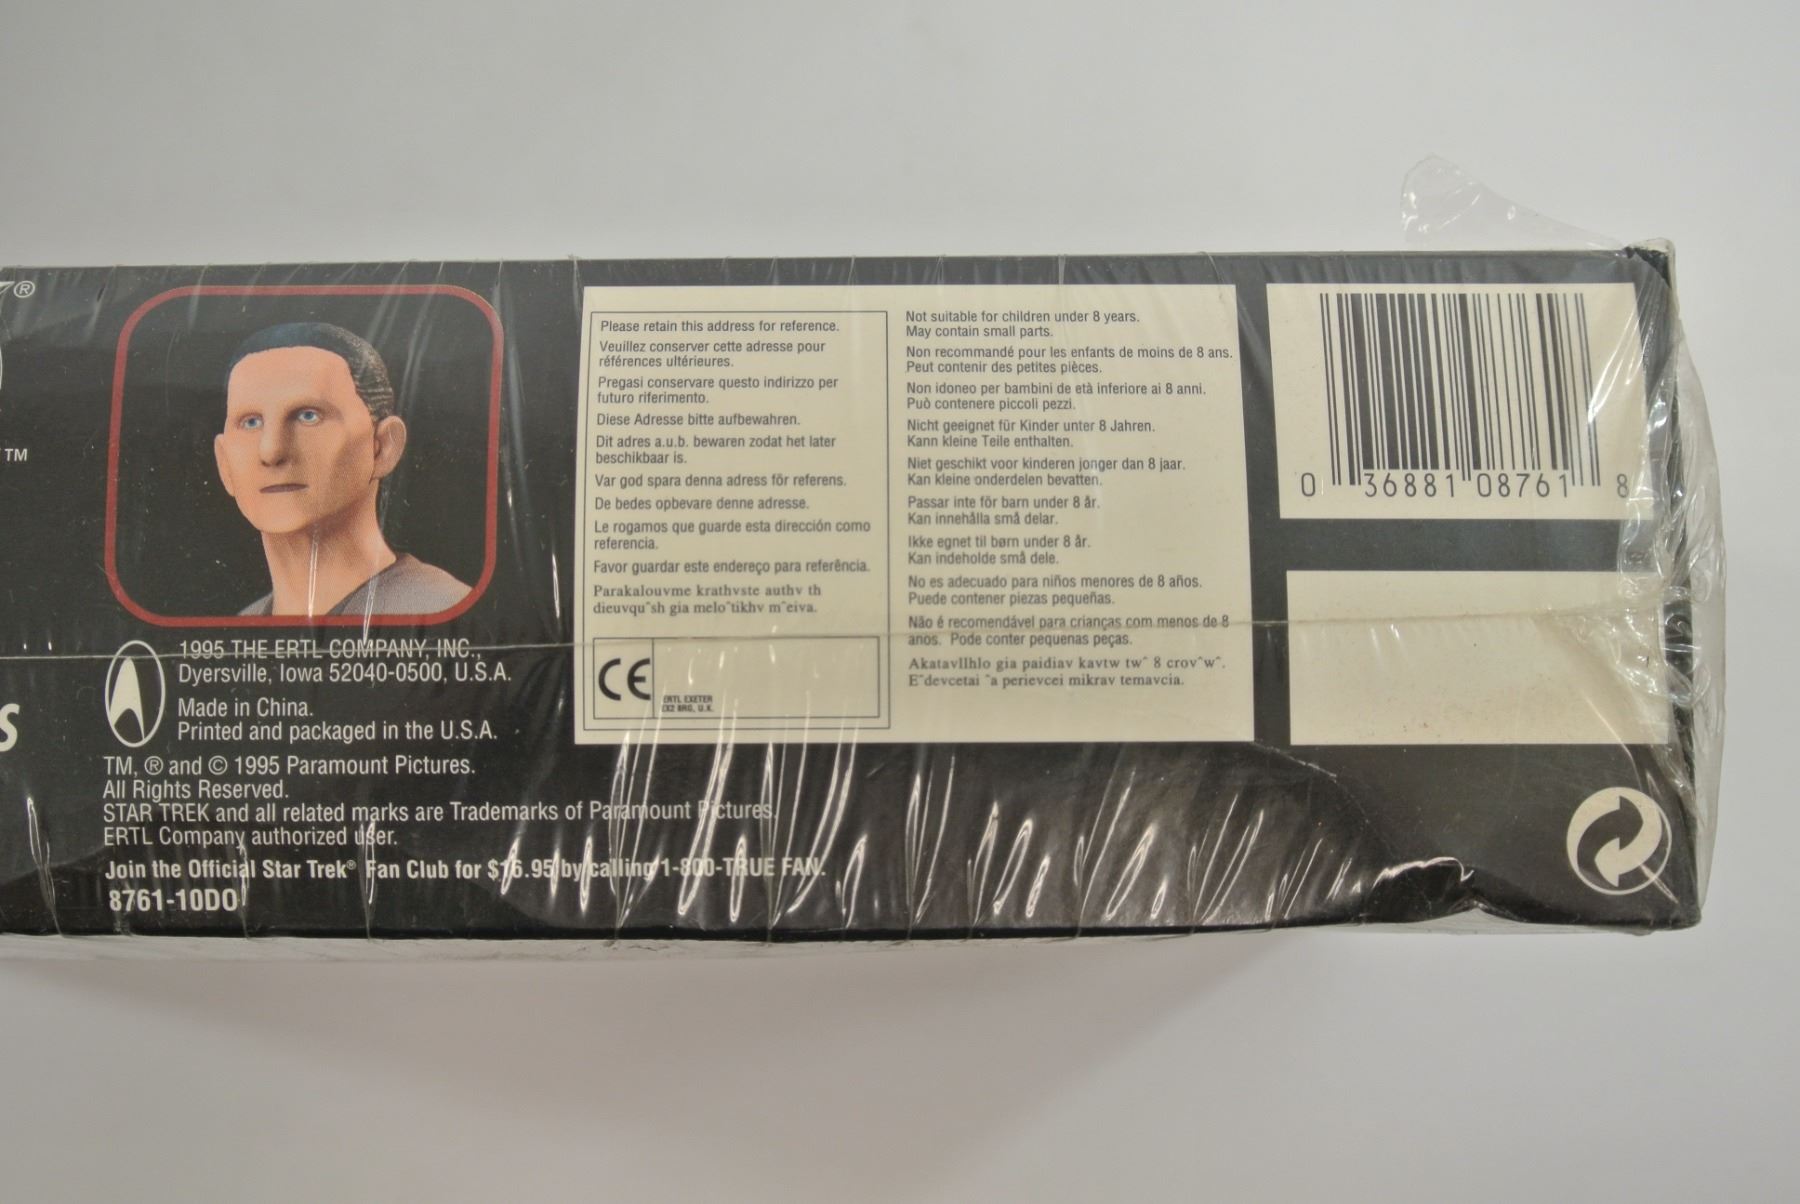 ®
TM
S
1995 THE ERTL COMPANY, INC.,
Dyersville, Iowa 52040-0500, U.S.A.
Made in China.
Printed and packaged in the U.S.A.
TM, ® and © 1995 Paramount Pictures.
All Rights Reserved.
STAR TREK and all related marks are Trademarks of Paramount Pictures.
ERTL Company authorized user.
Join the Official Star Trek® Fan Club for $16.95 by calling 1-800-TRUE FAN.
8761-10DO
Please retain this address for reference.
Veuillez conserver cette adresse pour
références ultérieures.
Pregasi conservare questo indirizzo per
futuro riferimento.
Diese Adresse bitte aufbewahren.
Dit adres a.u.b. bewaren zodat het later
beschikbaar is.
Var god spara denna adress för referens.
De bedes opbevare denne adresse.
Le rogamos que guarde esta dirección como
referencia.
Favor guardar este endereço para referência.
Parakalouvme krathvste authv th
dieuvqu^sh gia melo^tikhv m^eiva.
CE
ERTL EXETER
EX2 8RG, U.K.
Not suitable for children under 8 years.
May contain small parts.
Non recommandé pour les enfants de moins de 8 ans.
Peut contenir des petites pièces.
Non idoneo per bambini de età inferiore ai 8 anni.
Può contenere piccoli pezzi.
Nicht geeignet für Kinder unter 8 Jahren.
Kann kleine Teile enthalten.
Niet geschikt voor kinderen jonger dan 8 jaar.
Kan kleine onderdelen bevatten.
Passar inte för barn under 8 år.
Kan innehålla små delar.
Ikke egnet til børn under 8 år.
Kan indeholde små dele.
No es adecuado para niños menores de 8 años.
Puede contener piezas pequeñas.
Não é recomendável para crianças com menos de 8
anos. Pode conter pequenas peças.
Akatavllhlo gia paidiav kavtw tw^ 8 crov^w^.
E^devcetai ^a perievcei mikrav temavcia.
0 36881 08761 8